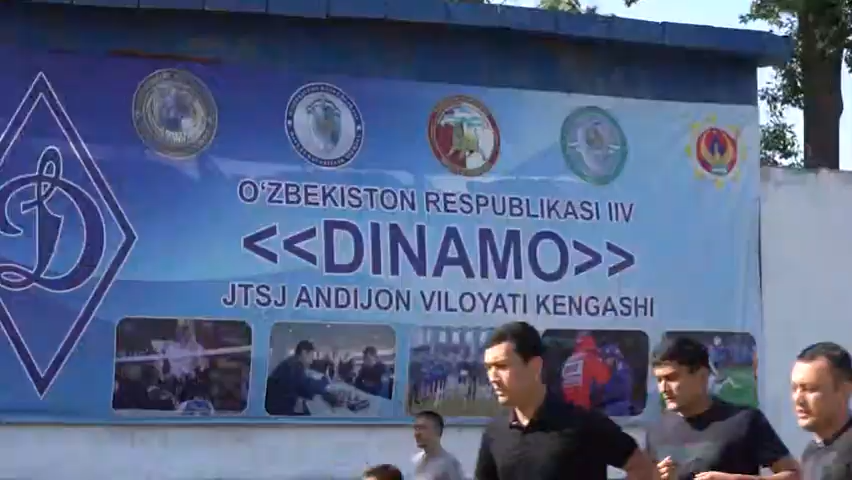 O‘ZBEKISTON RESPUBLIKASI IIV
<<DINAMO>>
JTSJ ANDIJON VILOYATI KENGASHI